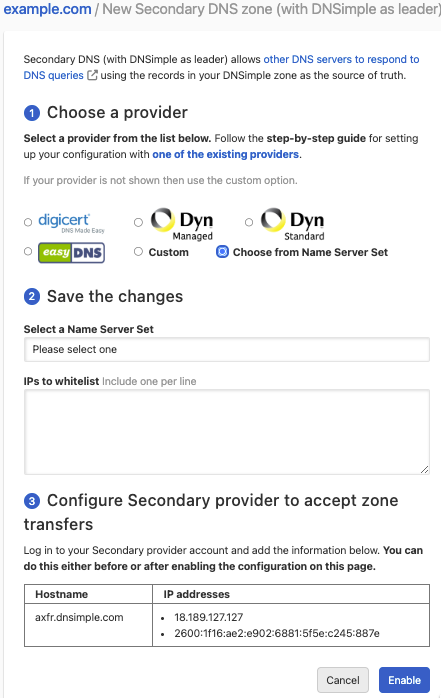 example.com / New Secondary DNS zone (with DNSimple as leader)
Secondary DNS (with DNSimple as leader) allows other DNS servers to respond to
DNS queries using the records in your DNSimple zone as the source of truth.
1 Choose a provider
Select a provider from the list below. Follow the step-by-step guide for setting
up your configuration with one of the existing providers.
If your provider is not shown then use the custom option.
digicert
DNS Made Easy
Dyn
Managed
Dyn
Standard
easyDNS
Custom
Choose from Name Server Set
2 Save the changes
Select a Name Server Set
Please select one
IPs to whitelist Include one per line
3 Configure Secondary provider to accept zone
transfers
Log in to your Secondary provider account and add the information below. You can
do this either before or after enabling the configuration on this page.
Hostname IP addresses
axfr.dnsimple.com • 18.189.127.127
• 2600:1f16:ae2:e902:6881:5f5e:c245:887e
Cancel Enable